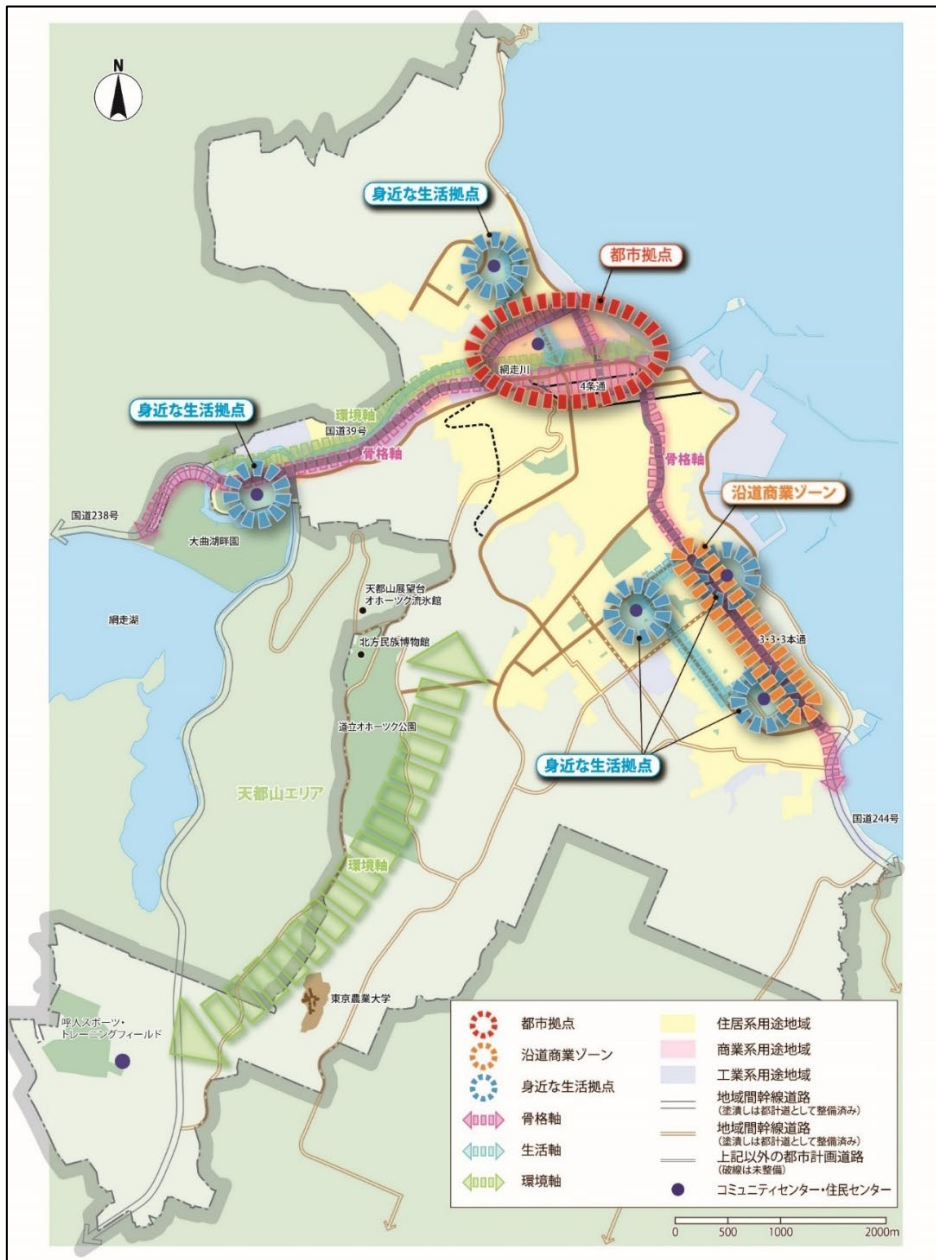 N
身近な生活拠点
都市拠点
網走川
4条通
環境軸
国道39号
身近な生活拠点
骨格軸
骨格軸
沿道商業ゾーン
国道238号
大曲湖畔園
天都山展望台
オホーツク流氷館
網走湖
北方民族博物館
3・3・3本通
道立オホーツク公園
身近な生活拠点
天都山エリア
国道244号
環境軸
東京農業大学
呼人スポーツ・
トレーニングフィールド
都市拠点
沿道商業ゾーン
身近な生活拠点
骨格軸
生活軸
環境軸
住居系用途地域
商業系用途地域
工業系用途地域
地域間幹線道路
(塗潰しは都計道として整備済み)
地域間幹線道路
(塗潰しは都計道として整備済み)
上記以外の都市計画道路
(破線は未整備)
コミュニティセンター・住民センター
0 500 1000 2000m